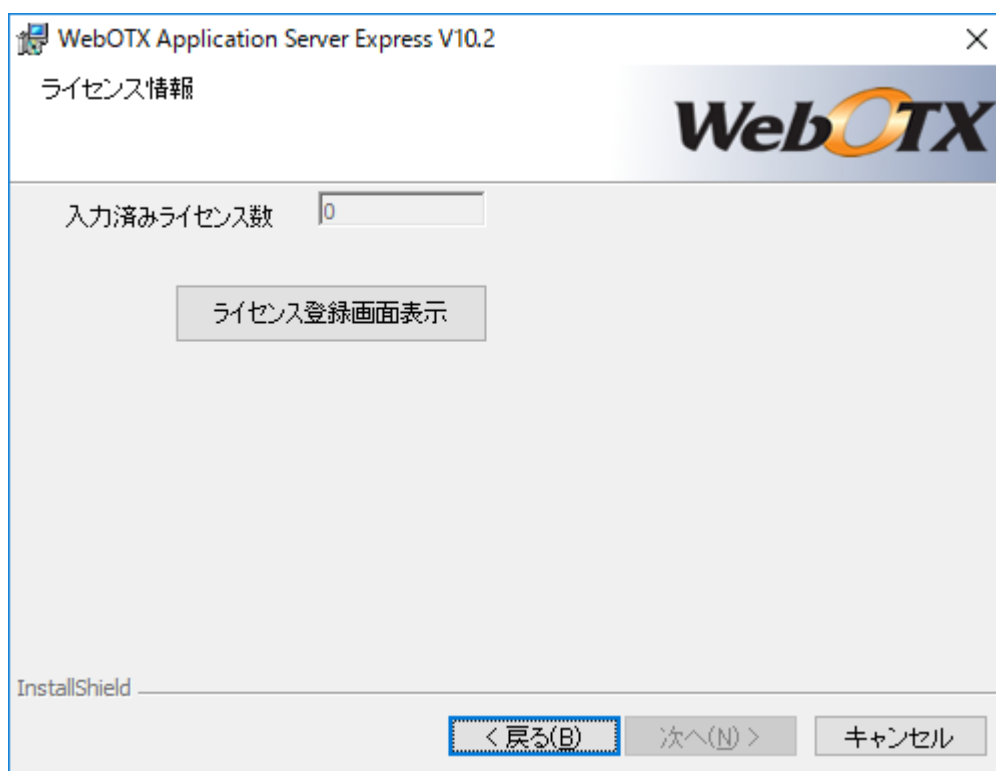 WebOTX Application Server Express V10.2
ライセンス情報
WebOTX
入力済みライセンス数 0
ライセンス登録画面表示
InstallShield
< 戻る(B) 次へ(N) > キャンセル